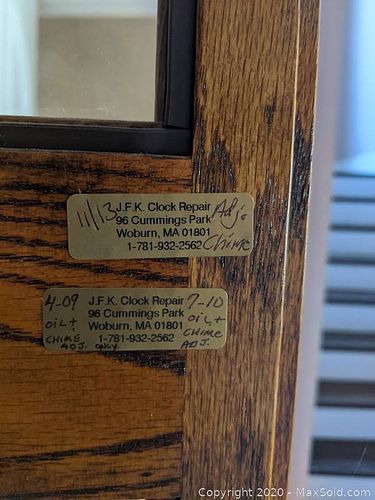 11/13 J.F.K. Clock Repair Adj.
96 Cummings Park
Woburn, MA 01801
1-781-932-2562 Chime
4-09 J.F.K. Clock Repair 7-10
96 Cummings Park
OIL + Woburn, MA 01801 OIL +
CHIME 1-781-932-2562 CHIME
ADJ. ONLY ADJ.
Copyright © 2020 - MaxSold.com